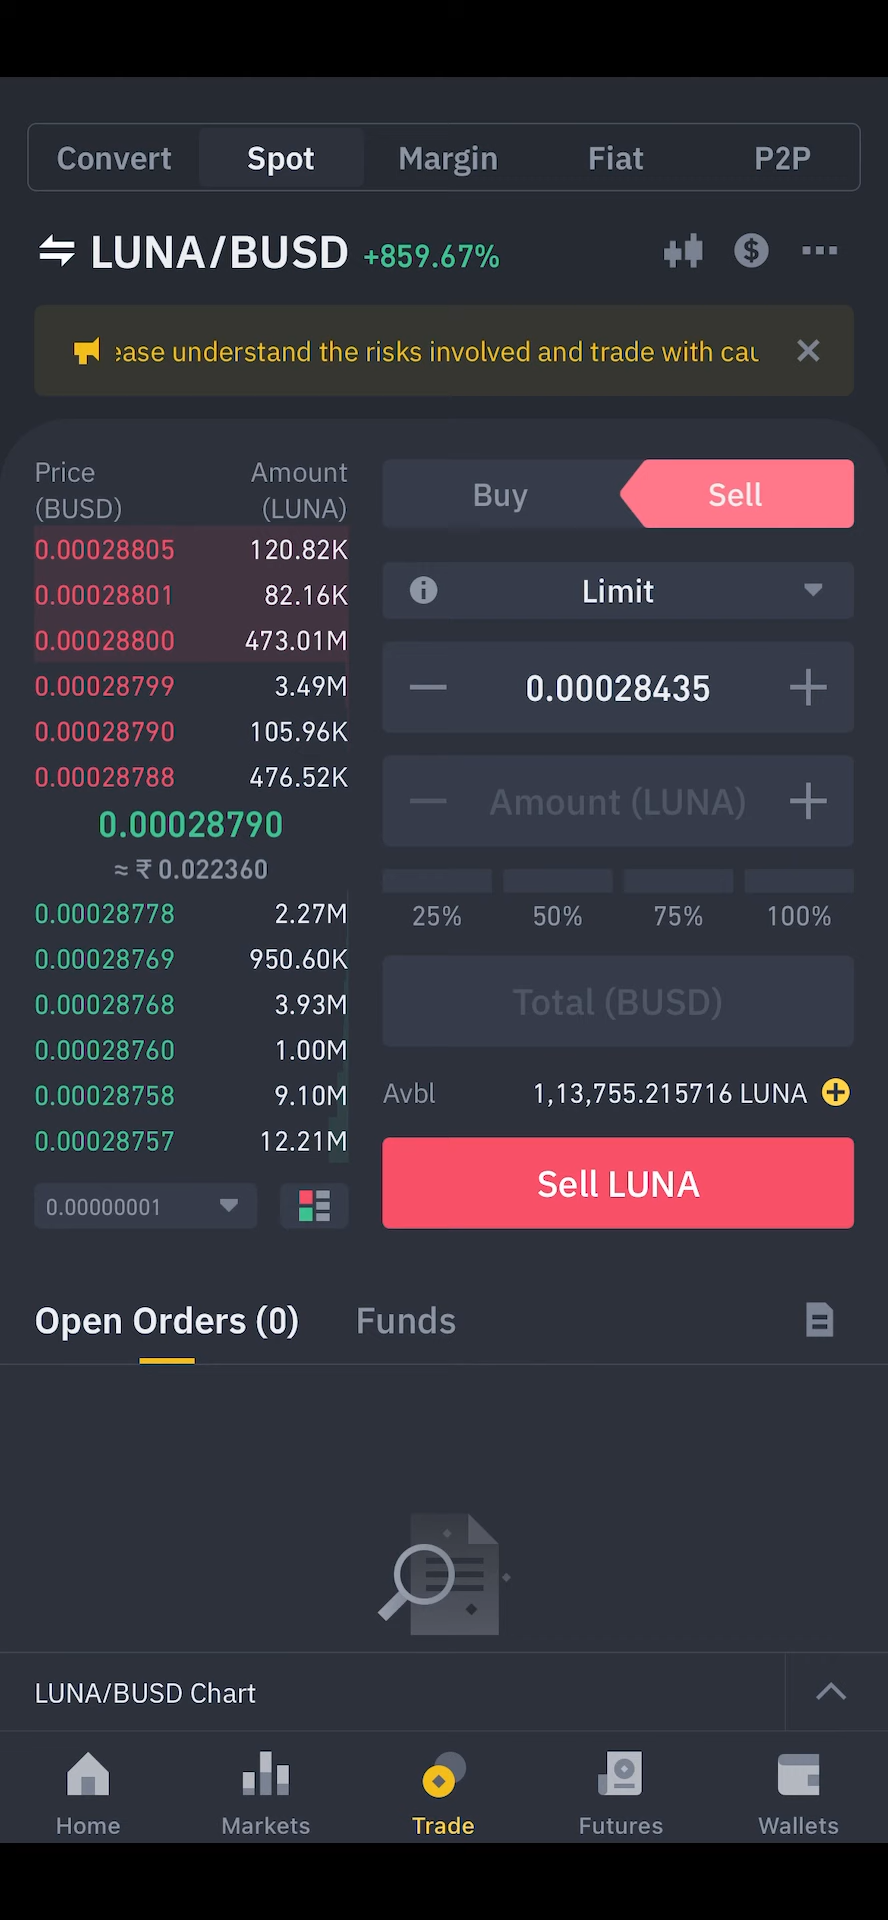 Convert Spot Margin Fiat P2P
LUNA/BUSD +859.67%
understand the risks involved and trade with
Price Amount
(BUSD) (LUNA)
0.00028805 120.82K
0.00028801 82.16K
0.00028800 473.01M
0.00028799 3.49M
0.00028790 105.96K
0.00028788 476.52K
0.00028790
≈ ₹ 0.022360
0.00028778 2.27M
0.00028769 950.60K
0.00028768 3.93M
0.00028760 1.00M
0.00028758 9.10M
0.00028757 12.21M
0.00000001
Buy Sell
Limit
0.00028435
Amount (LUNA)
25% 50% 75% 100%
Total (BUSD)
Avbl 1,13,755.215716 LUNA
Sell LUNA
Open Orders (0) Funds
LUNA/BUSD Chart
Home Markets Trade Futures Wallets